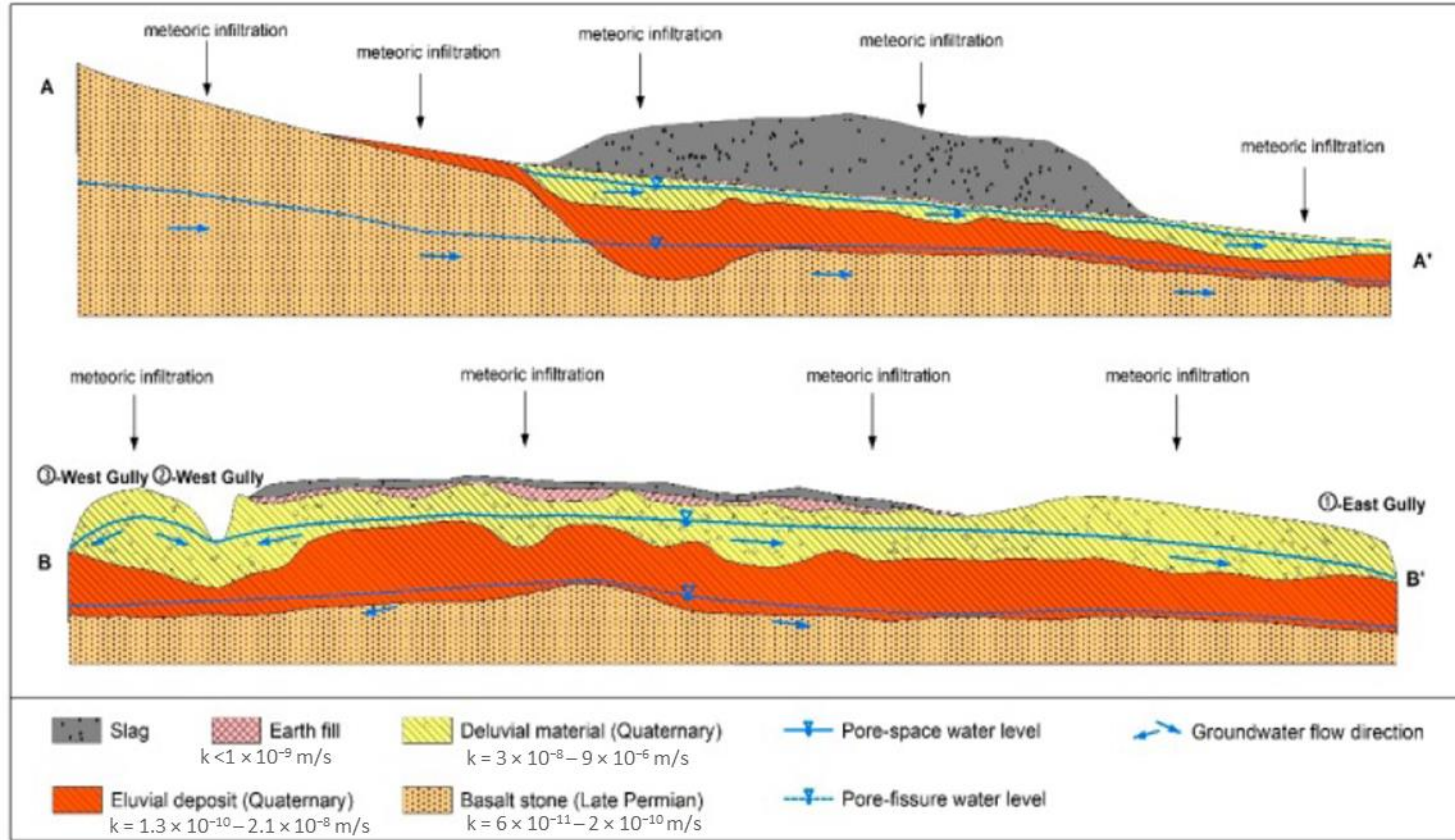 meteoric infiltration
meteoric infiltration
meteoric infiltration
meteoric infiltration
meteoric infiltration
A
A'
meteoric infiltration
meteoric infiltration
meteoric infiltration
meteoric infiltration
③-West Gully ②-West Gully
①-East Gully
B
B'
Slag
Earth fill
k <1 × 10⁻⁹ m/s
Deluvial material (Quaternary)
k = 3 × 10⁻⁸ – 9 × 10⁻⁶ m/s
Pore-space water level
Groundwater flow direction
Eluvial deposit (Quaternary)
k = 1.3 × 10⁻¹⁰ – 2.1 × 10⁻⁸ m/s
Basalt stone (Late Permian)
k = 6 × 10⁻¹¹ – 2 × 10⁻¹⁰ m/s
Pore-fissure water level